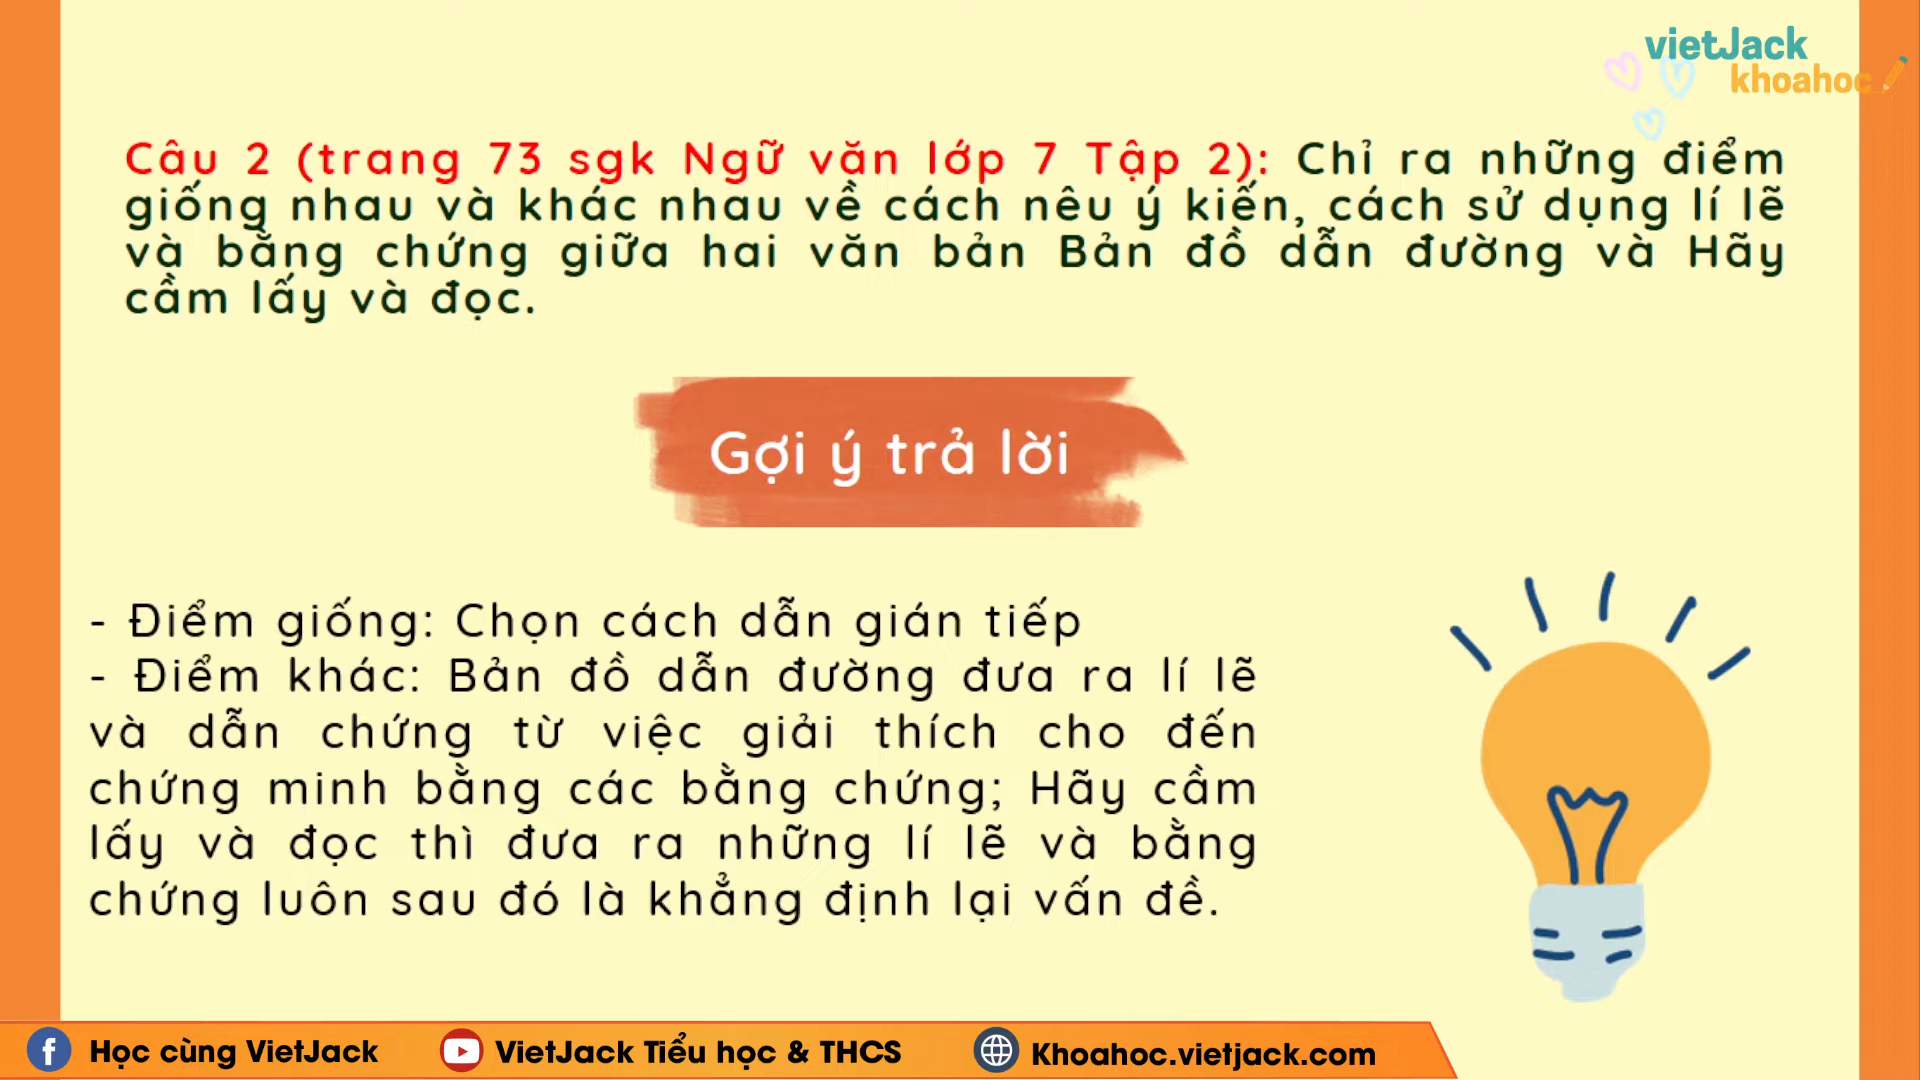 vietJack
khoahoc
Câu 2 (trang 73 sgk Ngữ văn lớp 7 Tập 2): Chỉ ra những điểm
giống nhau và khác nhau về cách nêu ý kiến, cách sử dụng lí lẽ
và bằng chứng giữa hai văn bản Bản đồ dẫn đường và Hãy
cầm lấy và đọc.
Gợi ý trả lời
- Điểm giống: Chọn cách dẫn gián tiếp
- Điểm khác: Bản đồ dẫn đường đưa ra lí lẽ
và dẫn chứng từ việc giải thích cho đến
chứng minh bằng các bằng chứng; Hãy cầm
lấy và đọc thì đưa ra những lí lẽ và bằng
chứng luôn sau đó là khẳng định lại vấn đề.
Học cùng VietJack
VietJack Tiểu học & THCS
Khoahoc.vietjack.com